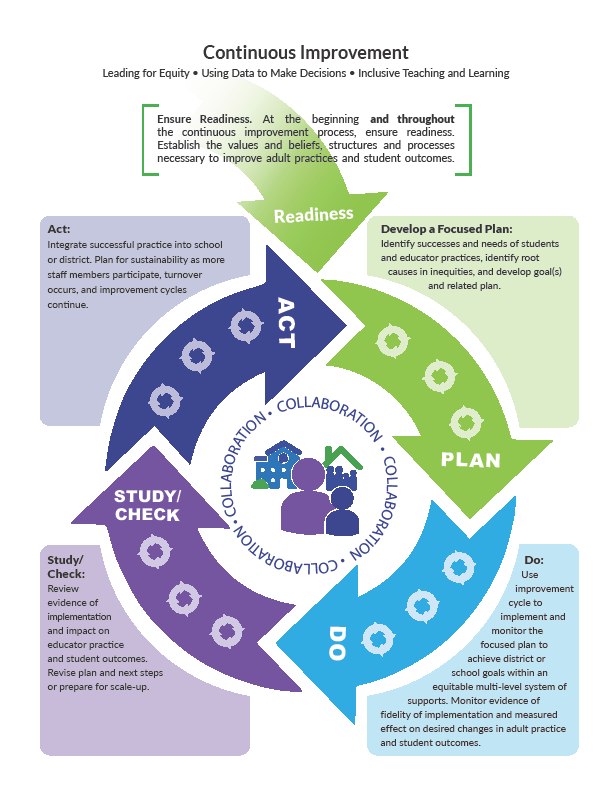 Continuous Improvement
Leading for Equity • Using Data to Make Decisions • Inclusive Teaching and Learning
Ensure Readiness. At the beginning and throughout
the continuous improvement process, ensure readiness.
Establish the values and beliefs, structures and processes
necessary to improve adult practices and student outcomes.
Readiness
Act:
Integrate successful practice into school
or district. Plan for sustainability as more
staff members participate, turnover
occurs, and improvement cycles
continue.
Develop a Focused Plan:
Identify successes and needs of students
and educator practices, identify root
causes in inequities, and develop goal(s)
and related plan.
ACT
PLAN
COLLABORATION • COLLABORATION • COLLABORATION • COLLABORATION •
STUDY/
CHECK
DO
Study/
Check:
Review
evidence of
implementation
and impact on
educator practice
and student outcomes.
Revise plan and next steps
or prepare for scale-up.
Do:
Use
improvement
cycle to
implement and
monitor the
focused plan to
achieve district or
school goals within an
equitable multi-level system of
supports. Monitor evidence of
fidelity of implementation and measured
effect on desired changes in adult practice
and student outcomes.